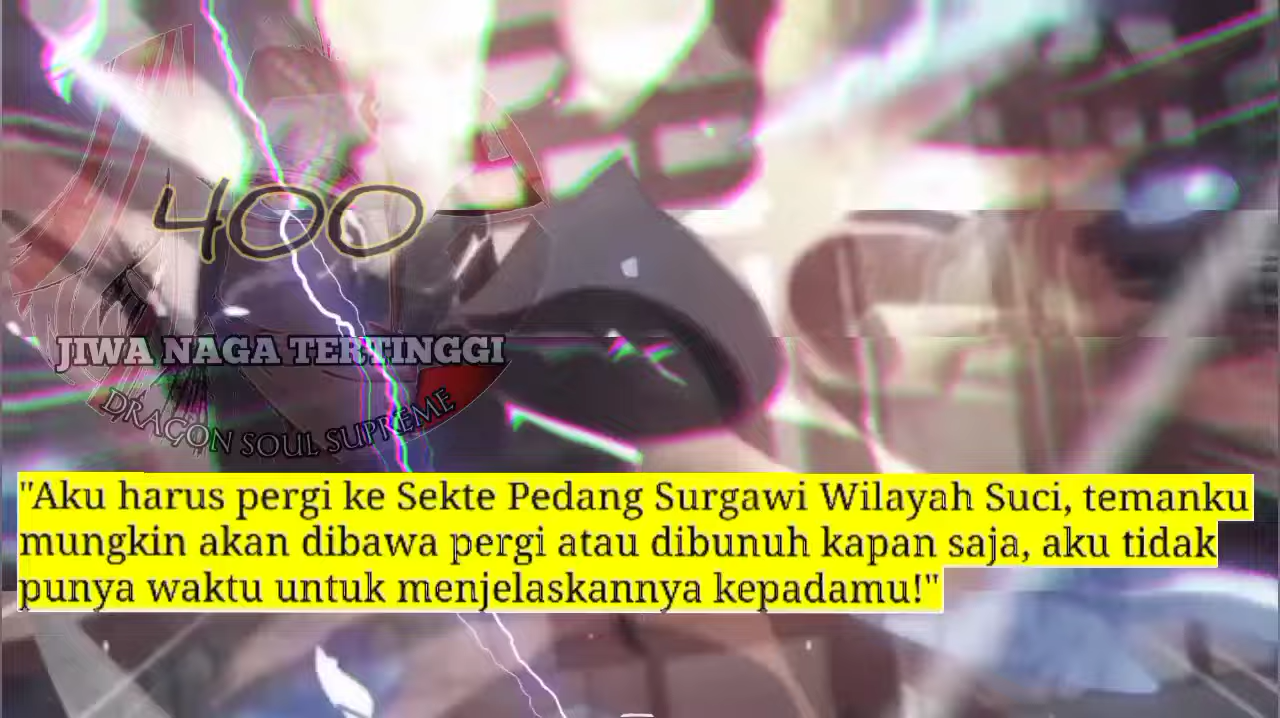 400
JIWA NAGA TERTINGGI
DRAGON SOUL SUPREME
"Aku harus pergi ke Sekte Pedang Surgawi Wilayah Suci, temanku
mungkin akan dibawa pergi atau dibunuh kapan saja, aku tidak
punya waktu untuk menjelaskannya kepadamu!"